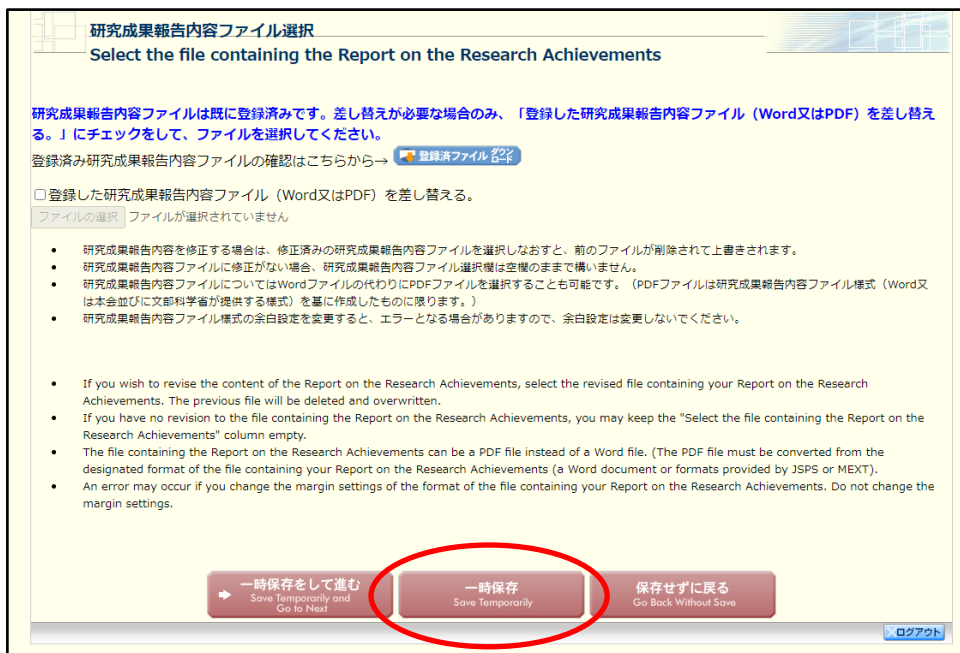 研究成果報告内容ファイル選択
Select the file containing the Report on the Research Achievements
研究成果報告内容ファイルは既に登録済みです。差し替えが必要な場合のみ、「登録した研究成果報告内容ファイル（Word又はPDF）を差し替え
る。」にチェックをして、ファイルを選択してください。
登録済み研究成果報告内容ファイルの確認はこちらから→ 登録済ファイル ダウンロード
登録した研究成果報告内容ファイル（Word又はPDF）を差し替える。
ファイルの選択 ファイルが選択されていません
• 研究成果報告内容を修正する場合は、修正済みの研究成果報告内容ファイルを選択しなおすと、前のファイルが削除されて上書きされます。
• 研究成果報告内容ファイルに修正がない場合、研究成果報告内容ファイル選択欄は空欄のままで構いません。
• 研究成果報告内容ファイルについてはWordファイルの代わりにPDFファイルを選択することも可能です。（PDFファイルは研究成果報告内容ファイル様式（Word又
は本会並びに文部科学省が提供する様式）を基に作成したものに限ります。）
• 研究成果報告内容ファイル様式の余白設定を変更すると、エラーとなる場合がありますので、余白設定は変更しないでください。
• If you wish to revise the content of the Report on the Research Achievements, select the revised file containing your Report on the Research
Achievements. The previous file will be deleted and overwritten.
• If you have no revision to the file containing the Report on the Research Achievements, you may keep the "Select the file containing the Report on the
Research Achievements" column empty.
• The file containing the Report on the Research Achievements can be a PDF file instead of a Word file. (The PDF file must be converted from the
designated format of the file containing your Report on the Research Achievements (a Word document or formats provided by JSPS or MEXT).
• An error may occur if you change the margin settings of the format of the file containing your Report on the Research Achievements. Do not change the
margin settings.
一時保存をして進む
Save Temporarily and
Go to Next
一時保存
Save Temporarily
保存せずに戻る
Go Back Without Save
ログアウト